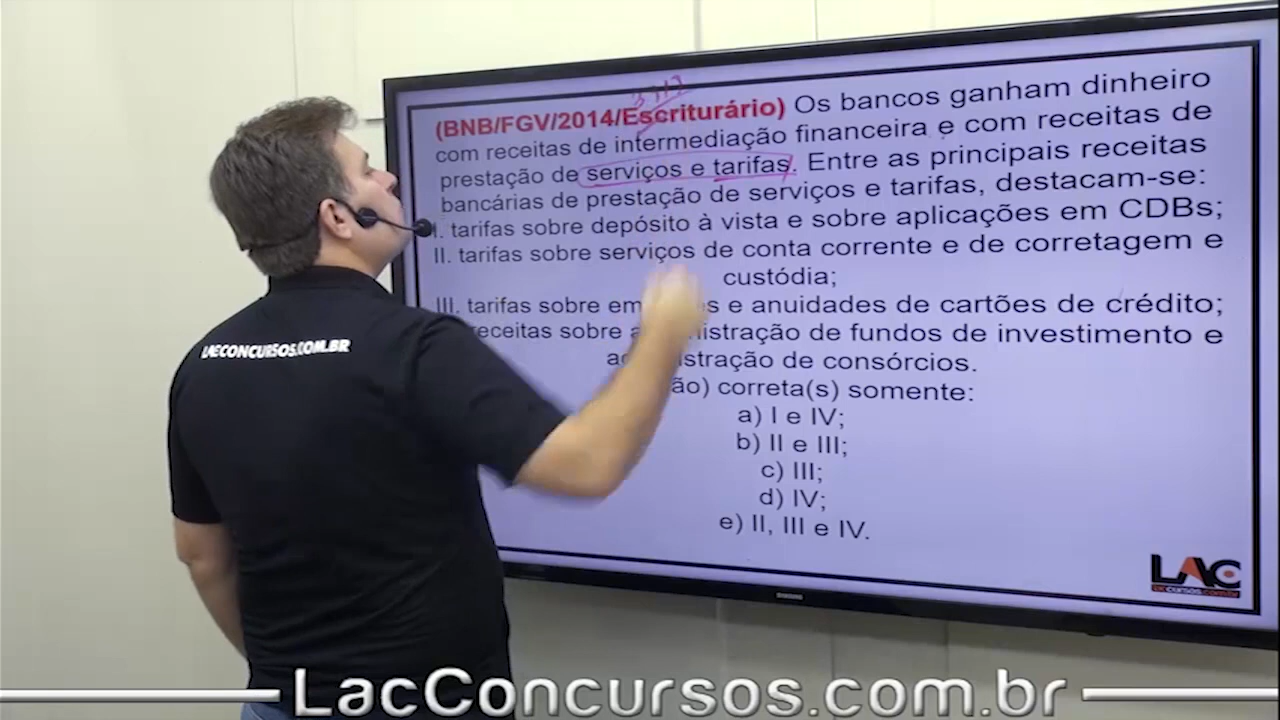 (BNB/FGV/2014/Escriturário) Os bancos ganham dinheiro
com receitas de intermediação financeira e com receitas de
prestação de serviços e tarifas. Entre as principais receitas
bancárias de prestação de serviços e tarifas, destacam-se:
I. tarifas sobre depósito à vista e sobre aplicações em CDBs;
II. tarifas sobre serviços de conta corrente e de corretagem e
custódia;
III. tarifas sobre e anuidades de cartões de crédito;
receitas sobre administração de fundos de investimento e
administração de consórcios.
correta(s) somente:
a) I e IV;
b) II e III;
c) III;
d) IV;
e) II, III e IV.
LACCONCURSOS.COM.BR
SAMSUNG
LAC
LacConcursos.com.br